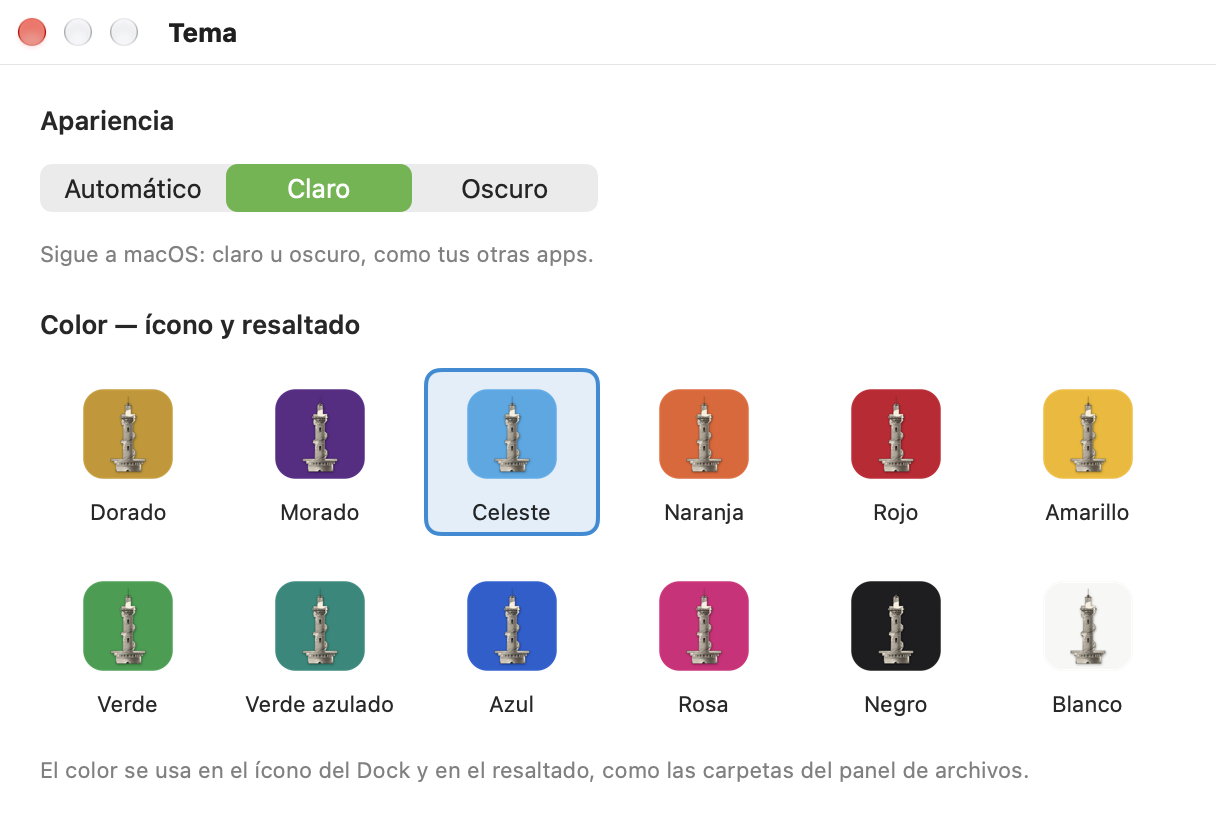 Tema
Apariencia
Automático Claro Oscuro
Sigue a macOS: claro u oscuro, como tus otras apps.
Color — ícono y resaltado
Dorado Morado Celeste Naranja Rojo Amarillo
Verde Verde azulado Azul Rosa Negro Blanco
El color se usa en el ícono del Dock y en el resaltado, como las carpetas del panel de archivos.